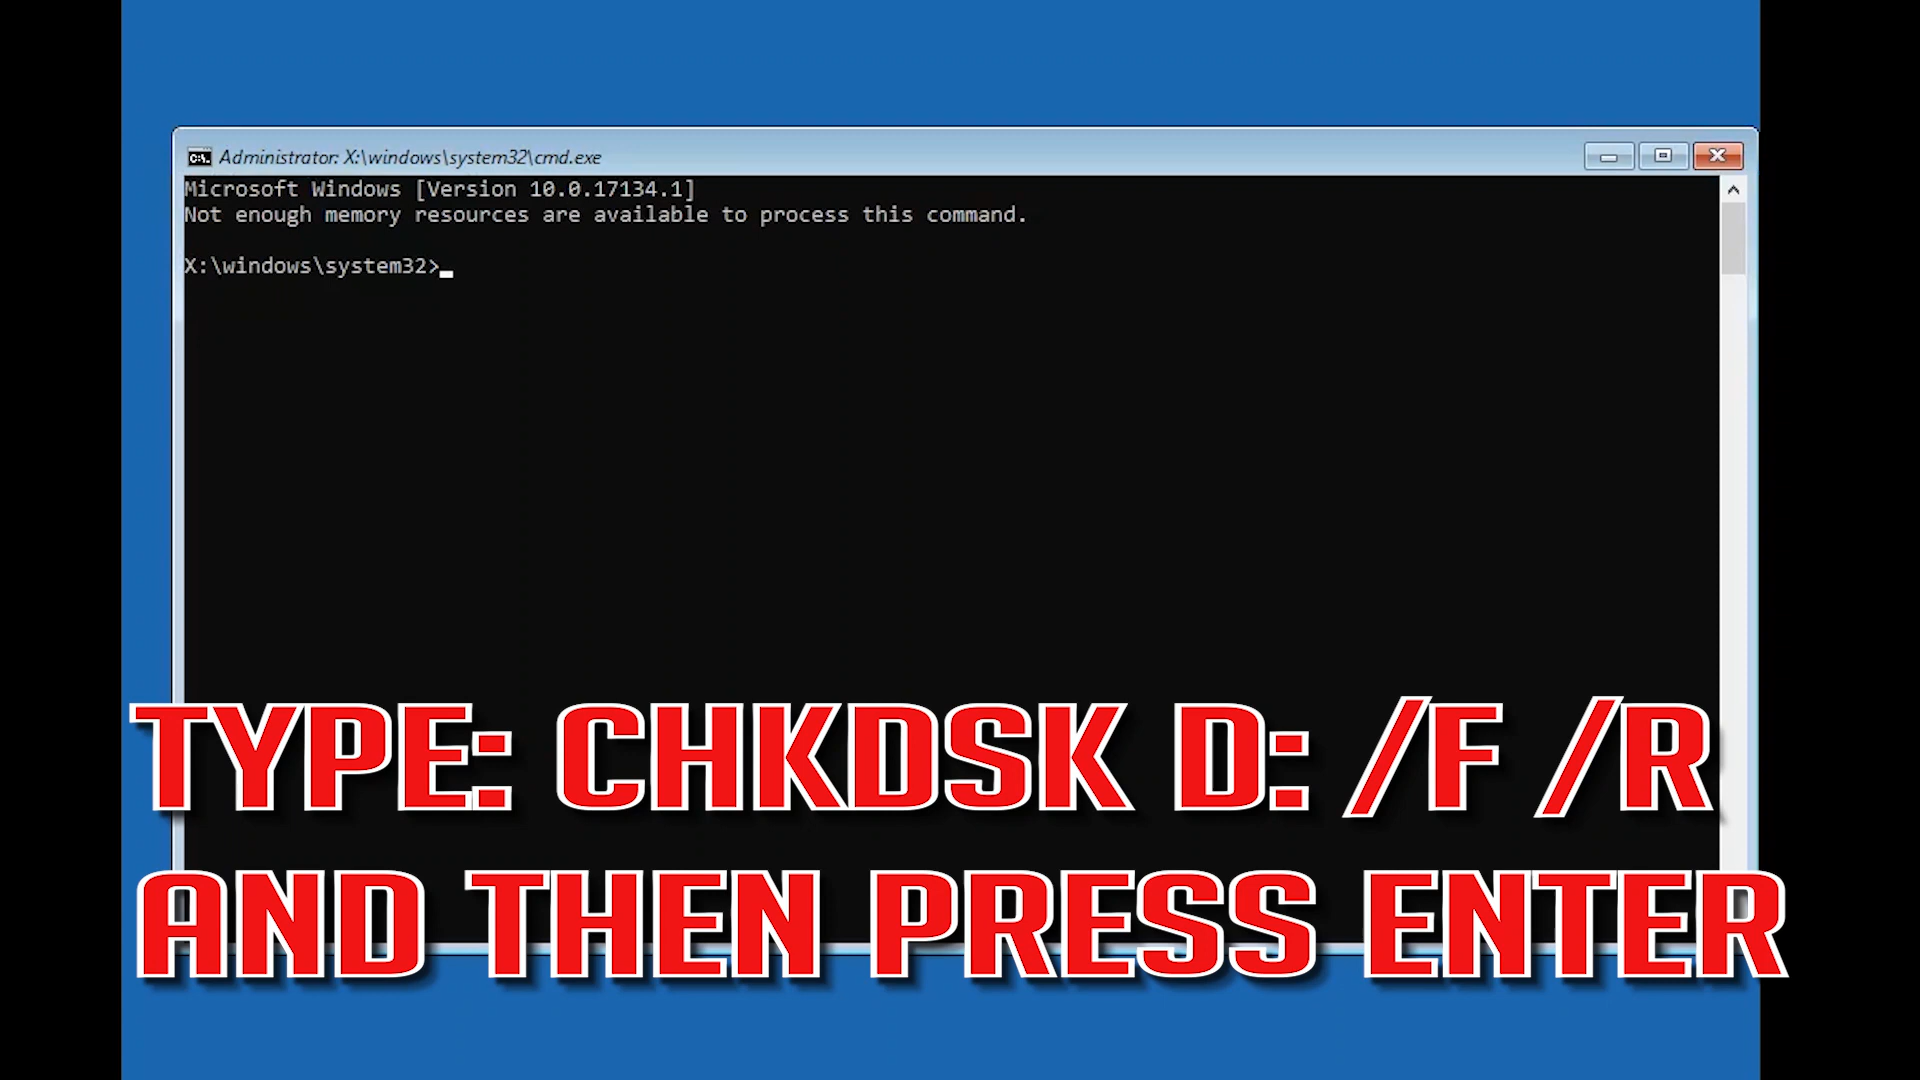 Administrator: X:\windows\system32\cmd.exe
Microsoft Windows [Version 10.0.17134.1]
Not enough memory resources are available to process this command.
X:\windows\system32>
TYPE: CHKDSK D: /F /R
AND THEN PRESS ENTER